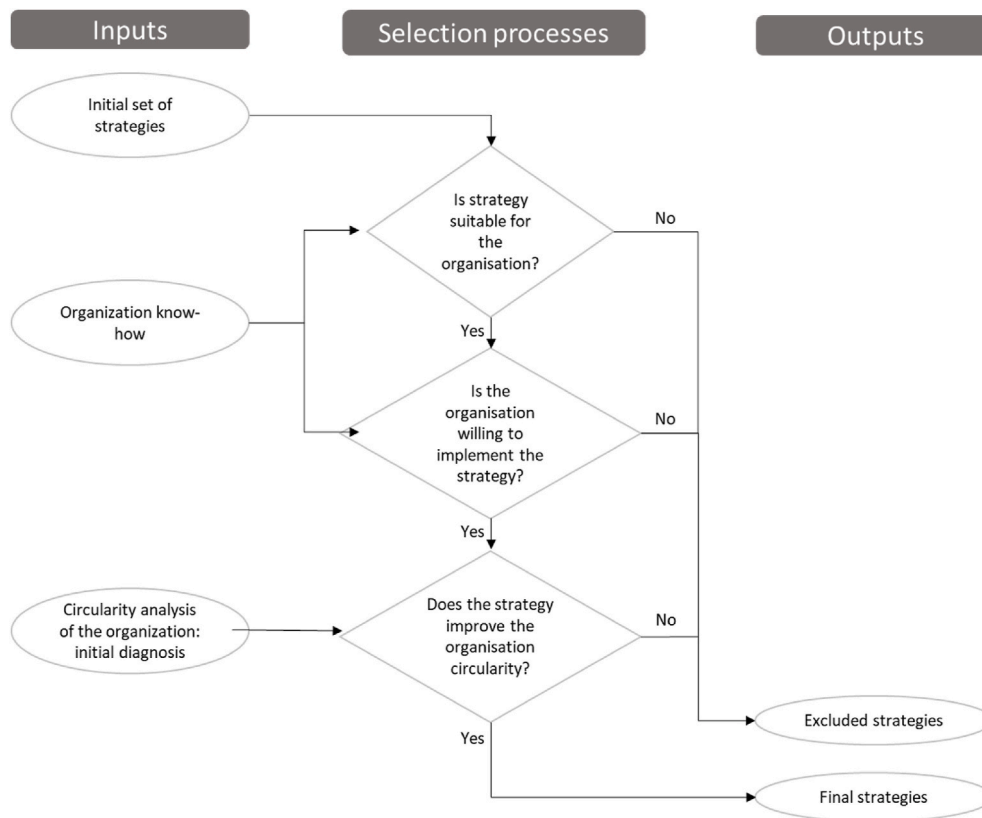 Inputs
Selection processes
Outputs
Initial set of
strategies
Is strategy
suitable for
the
organisation?
No
Organization know-
how
Yes
Is the
organisation
willing to
implement the
strategy?
No
Yes
Circularity analysis
of the organization:
initial diagnosis
Does the strategy
improve the
organisation
circularity?
No
Excluded strategies
Yes
Final strategies